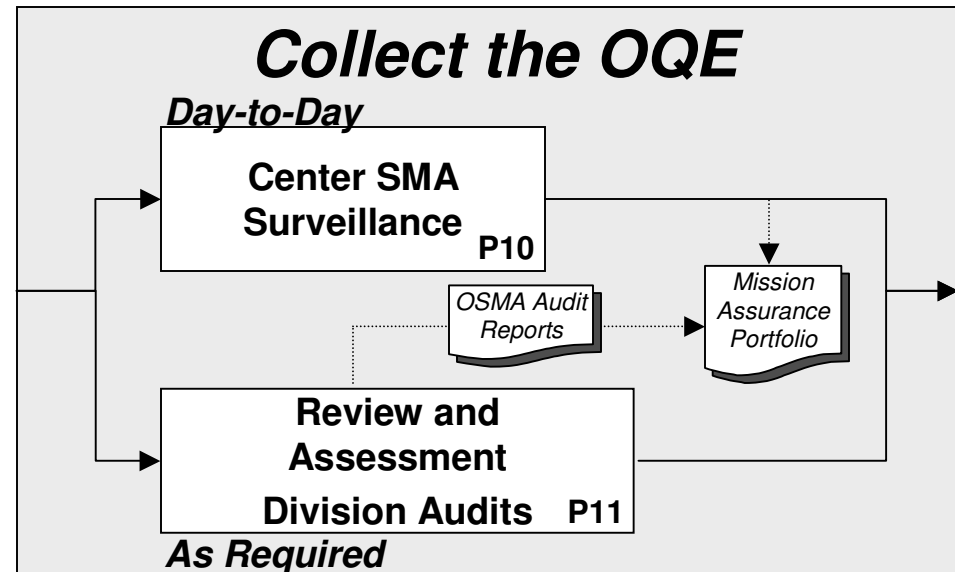 Collect the OQE
Day-to-Day
Center SMA
Surveillance
P10
OSMA Audit
Reports
Mission
Assurance
Portfolio
Review and
Assessment
Division Audits P11
As Required